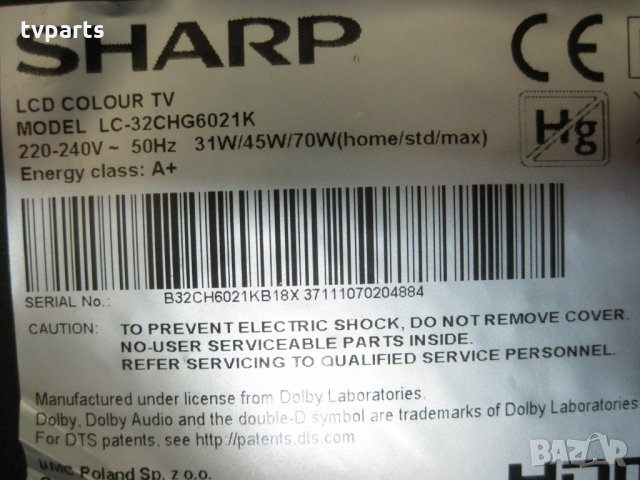 tvparts
SHARP
LCD COLOUR TV
MODEL LC-32CHG6021K
220-240V ~ 50Hz 31W/45W/70W(home/std/max)
Energy class: A+
Hg
SERIAL No.: B32CH6021KB18X 37111070204884
CAUTION: TO PREVENT ELECTRIC SHOCK, DO NOT REMOVE COVER.
NO-USER SERVICEABLE PARTS INSIDE.
REFER SERVICING TO QUALIFIED SERVICE PERSONNEL.
Manufactured under license from Dolby Laboratories.
Dolby, Dolby Audio and the double-D symbol are trademarks of Dolby Laboratories
For DTS patents, see http://patents.dts.com
UMC Poland Sp. z o.o.
BAZAR